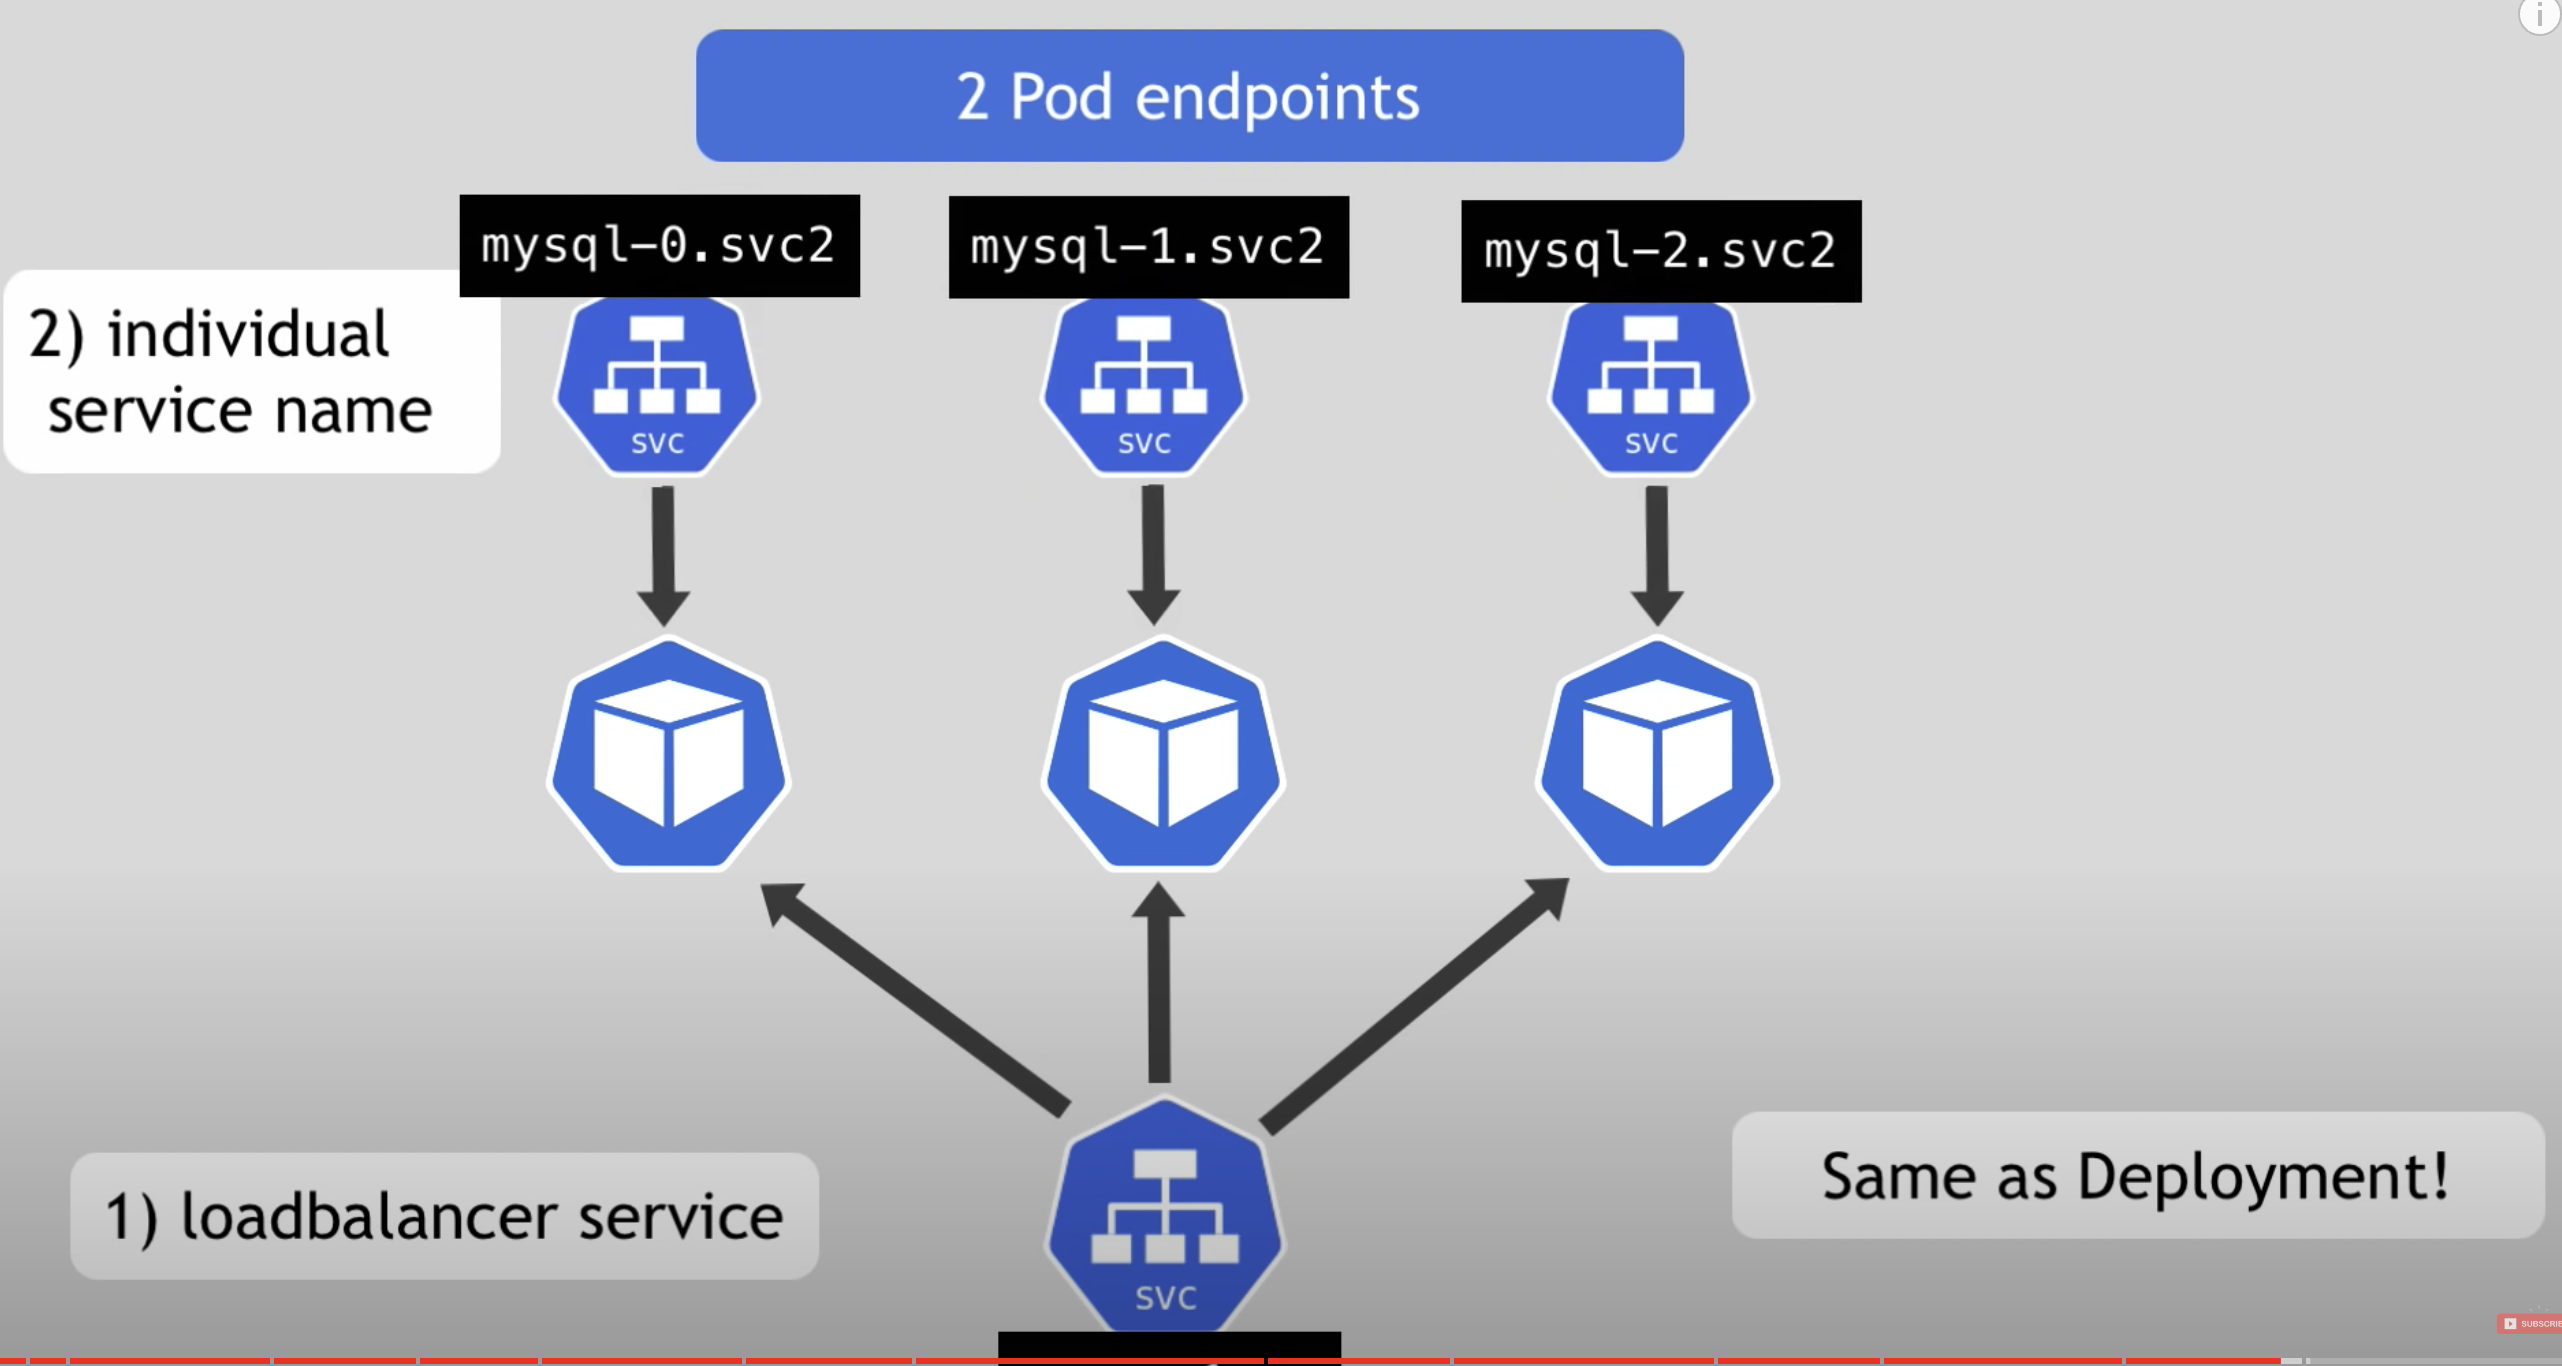 2 Pod endpoints
mysql-0.svc2
mysql-1.svc2
mysql-2.svc2
2) individual
service name
svc
svc
svc
1) loadbalancer service
Same as Deployment!
svc